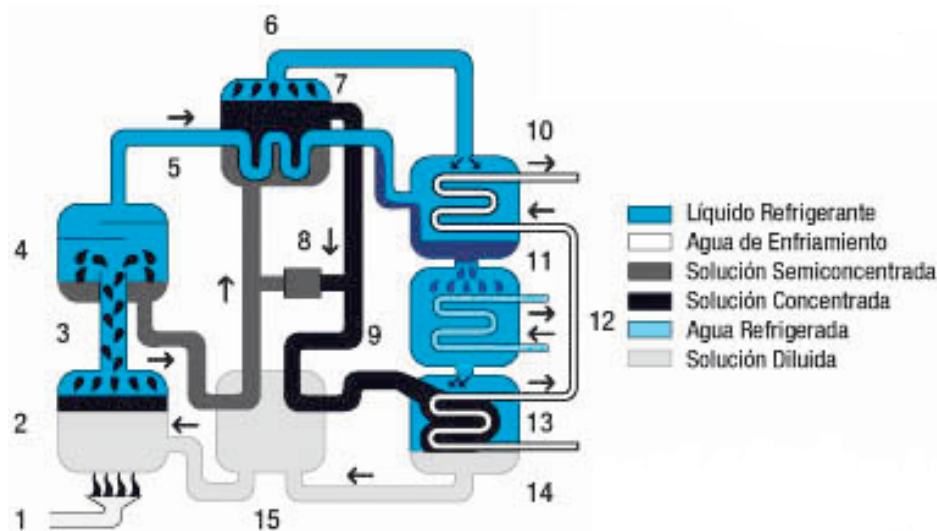 6
7
10
5
8
4
11
3
9
12
2
13
14
1
15
Líquido Refrigerante
Agua de Enfriamiento
Solución Semiconcentrada
Solución Concentrada
Agua Refrigerada
Solución Diluida